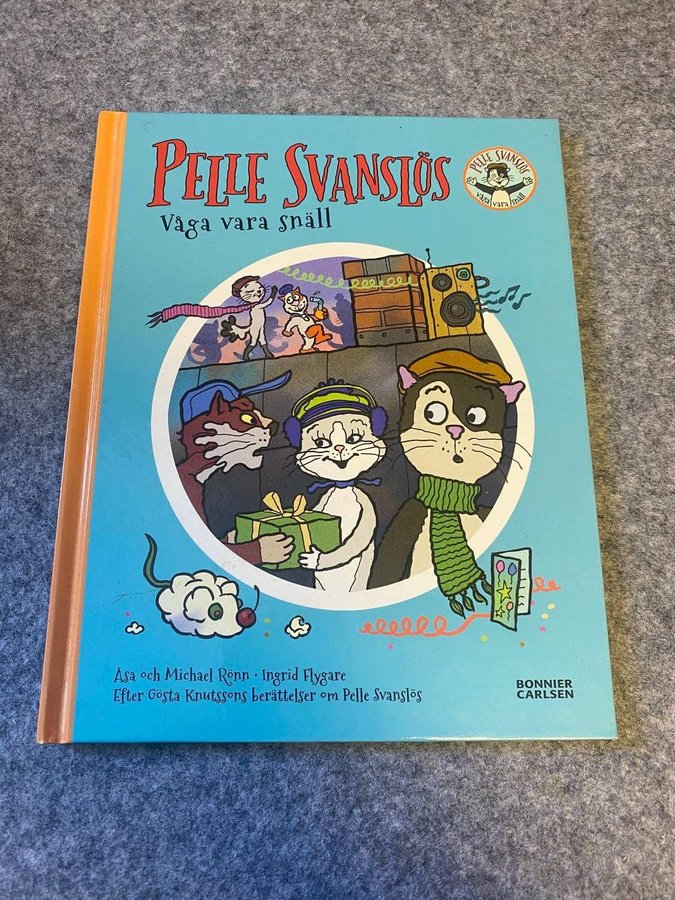 PELLE SVANSLÖS
Våga vara snäll
PELLE SVANSLÖS
Våga vara snäll
Åsa och Michael Rönn · Ingrid Flygare
Efter Gösta Knutssons berättelser om Pelle Svanslös
BONNIER
CARLSEN